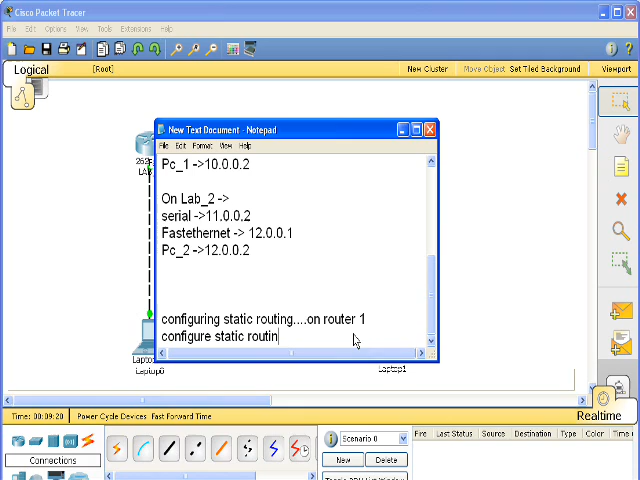 Cisco Packet Tracer
File Edit Options View Tools Extensions Help
Logical [Root] New Cluster Move Object Set Tiled Background Viewport
New Text Document - Notepad
File Edit Format View Help
Pc_1 ->10.0.0.2
On Lab_2 ->
serial ->11.0.0.2
Fastethernet -> 12.0.0.1
Pc_2 ->12.0.0.2
configuring static routing....on router 1
configure static routin
Laptop0
Laptop1
Time: 00:09:20 Power Cycle Devices Fast Forward Time
Realtime
Scenario 0
Fire Last Status Source Destination Type Color Time
Connections
New Delete